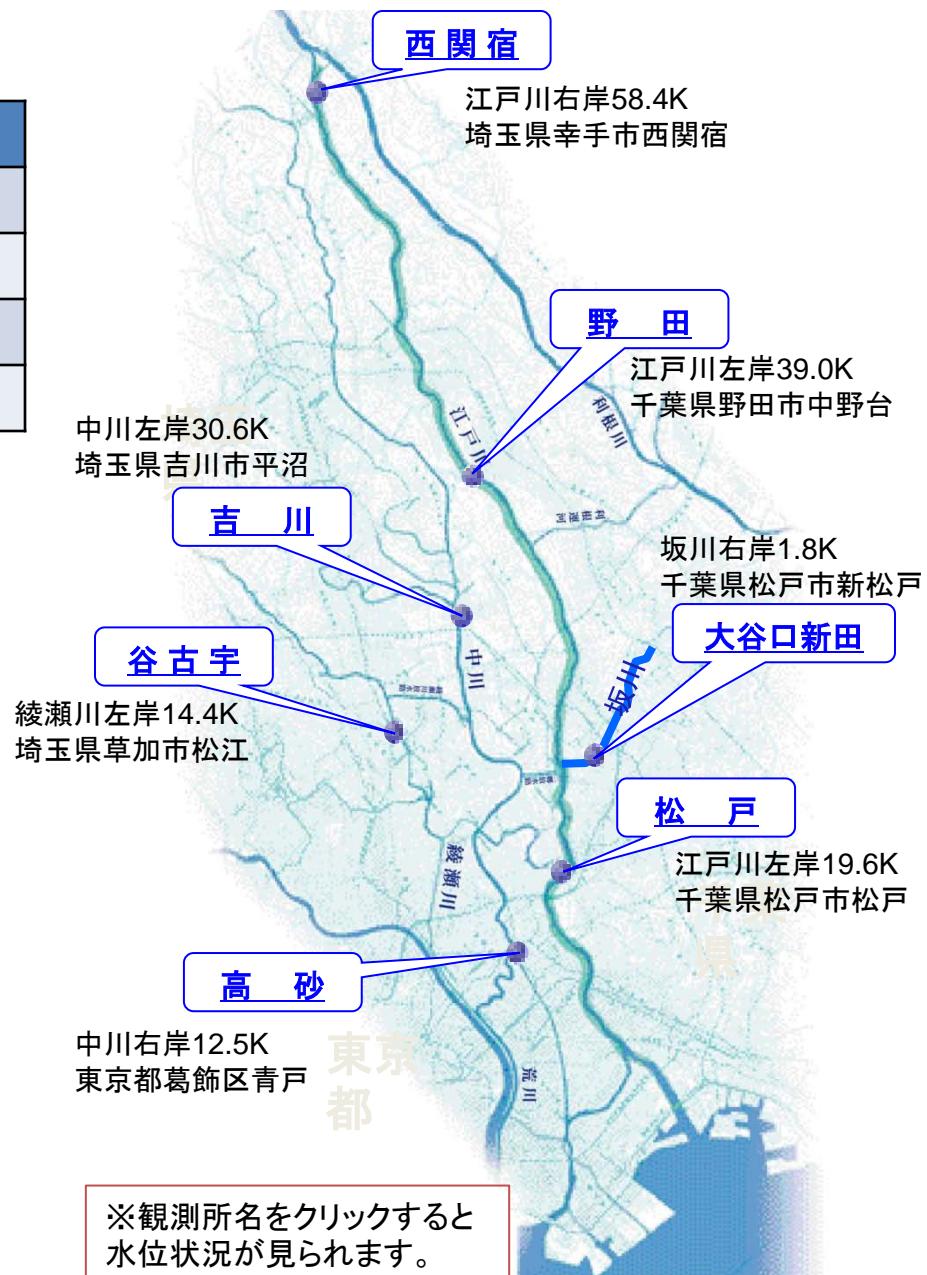 西関宿
江戸川右岸58.4K
埼玉県幸手市西関宿
野 田
江戸川左岸39.0K
千葉県野田市中野台
江戸川
利根川
中川左岸30.6K
埼玉県吉川市平沼
吉 川
利根運河
坂川右岸1.8K
千葉県松戸市新松戸
大谷口新田
谷古宇
中川
坂川
綾瀬川左岸14.4K
埼玉県草加市松江
松 戸
綾瀬川
江戸川左岸19.6K
千葉県松戸市松戸
県
高 砂
中川右岸12.5K
東京都葛飾区青戸
東京
都
荒川
※観測所名をクリックすると
水位状況が見られます。